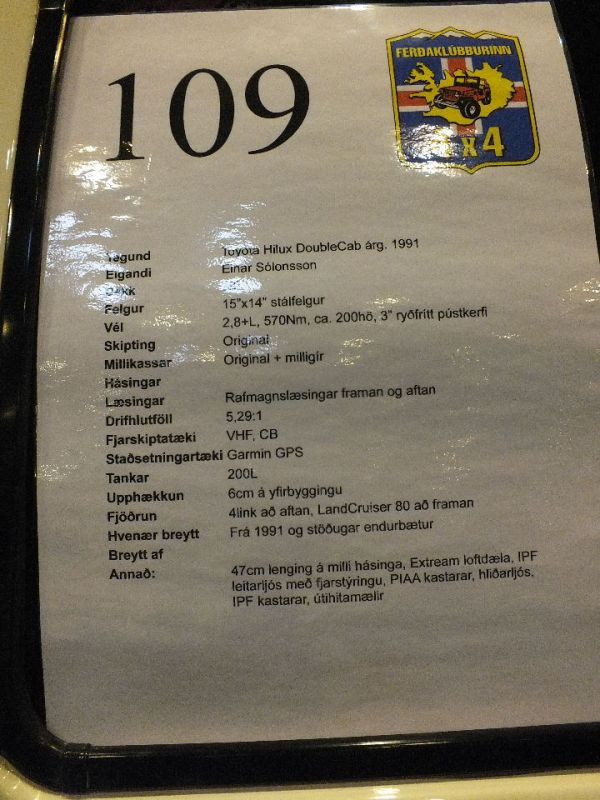 109
FERÐAKLÚBBURINN
x4
Tegund Toyota Hilux DoubleCab árg. 1991
Eigandi Einar Sólonsson
Dekk
Felgur 15"x14" stálfelgur
Vél 2,8+L, 570Nm, ca. 200hö, 3" ryðfrítt pústkerfi
Skipting Original
Millikassar Original + milligír
Hásingar
Læsingar Rafmagnslæsingar framan og aftan
Drifhlutföll 5,29:1
Fjarskiptatæki VHF, CB
Staðsetningartæki Garmin GPS
Tankar 200L
Upphækkun 6cm á yfirbyggingu
Fjöðrun 4link að aftan, LandCruiser 80 að framan
Hvenær breytt Frá 1991 og stöðugar endurbætur
Breytt af
Annað: 47cm lenging á milli hásinga, Extream loftdæla, IPF
leitarljós með fjarstýringu, PIAA kastarar, hliðarljós,
IPF kastarar, útihitamælir